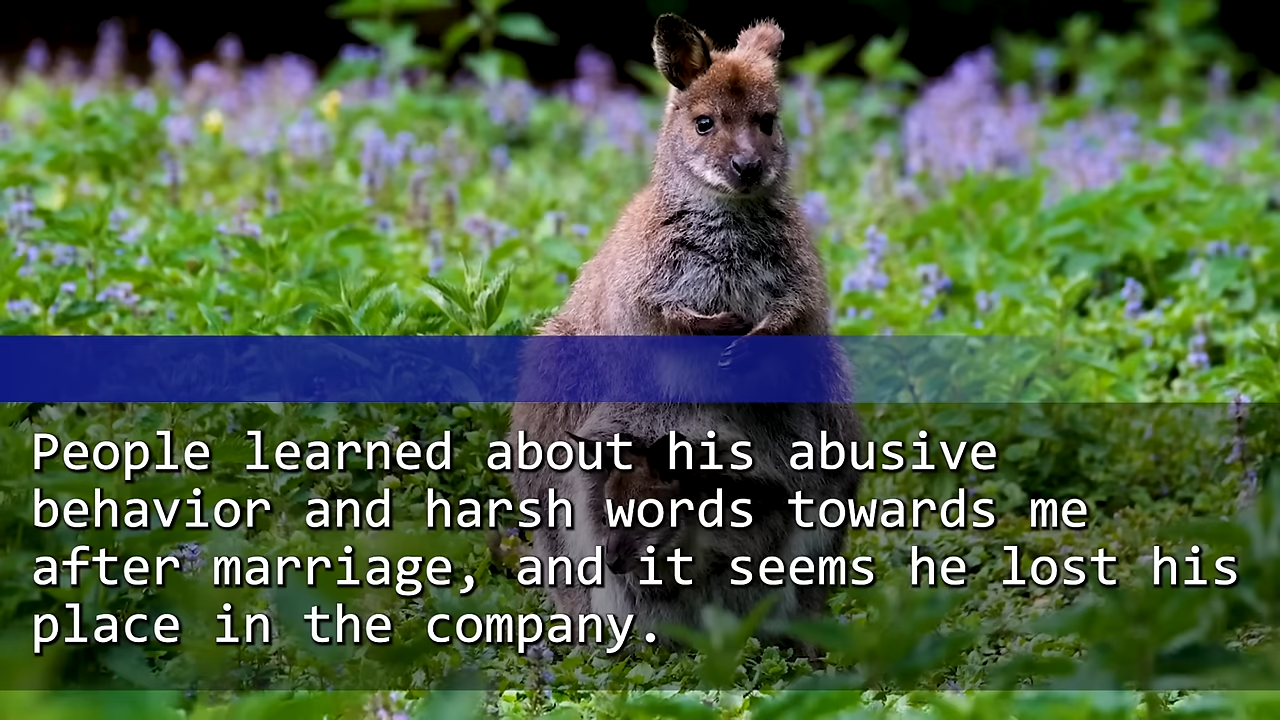 People learned about his abusive
behavior and harsh words towards me
after marriage, and it seems he lost his
place in the company.